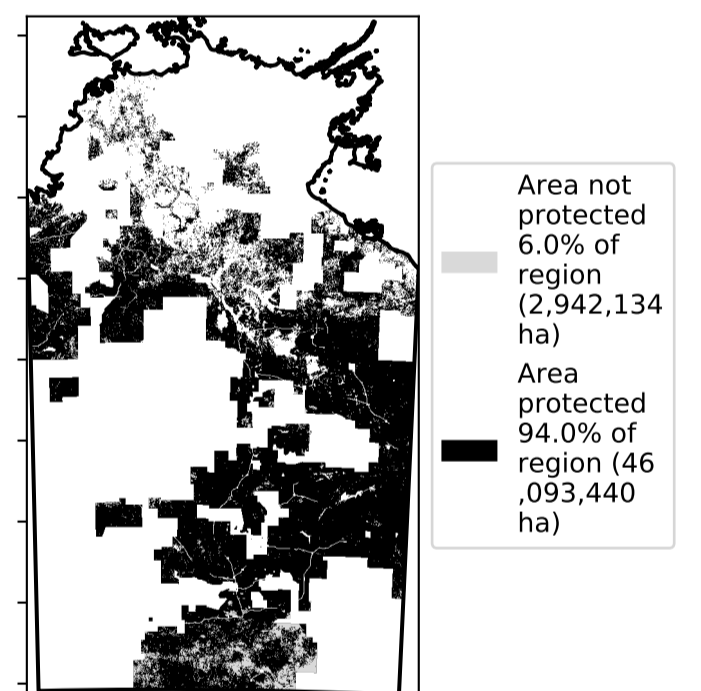 Area not
protected
6.0% of
region
(2,942,134
ha)
Area
protected
94.0% of
region (46
,093,440
ha)